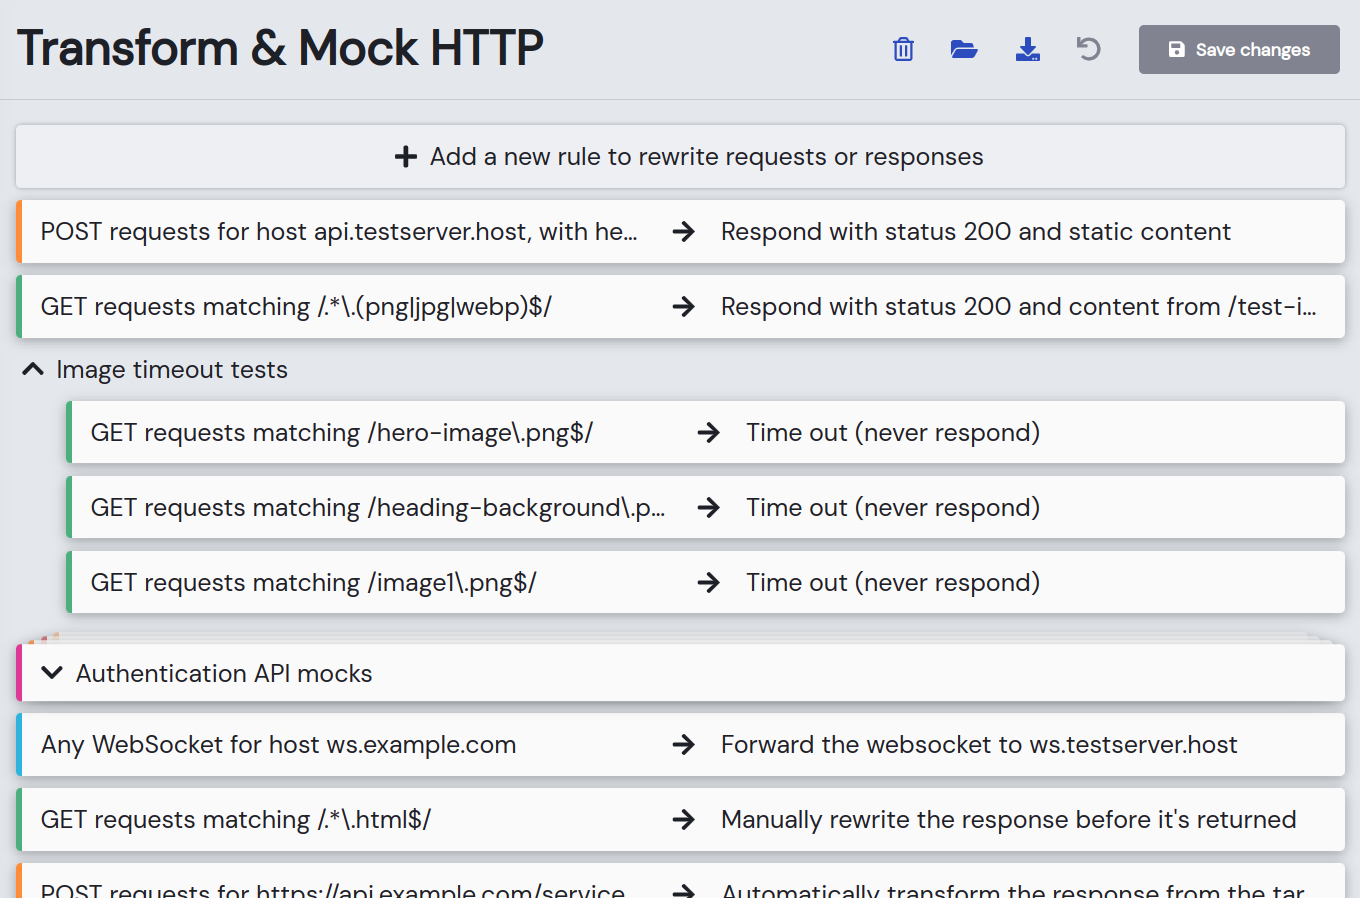 Transform & Mock HTTP
Save changes
Add a new rule to rewrite requests or responses
POST requests for host api.testserver.host, with he...
Respond with status 200 and static content
GET requests matching /.*\.(png|jpg|webp)$/
Respond with status 200 and content from /test-i...
Image timeout tests
GET requests matching /hero-image\.png$/
Time out (never respond)
GET requests matching /heading-background\.p...
Time out (never respond)
GET requests matching /image1\.png$/
Time out (never respond)
Authentication API mocks
Any WebSocket for host ws.example.com
Forward the websocket to ws.testserver.host
GET requests matching /.*\.html$/
Manually rewrite the response before it's returned
POST requests for https://api.example.com/service
Automatically transform the response from the tar